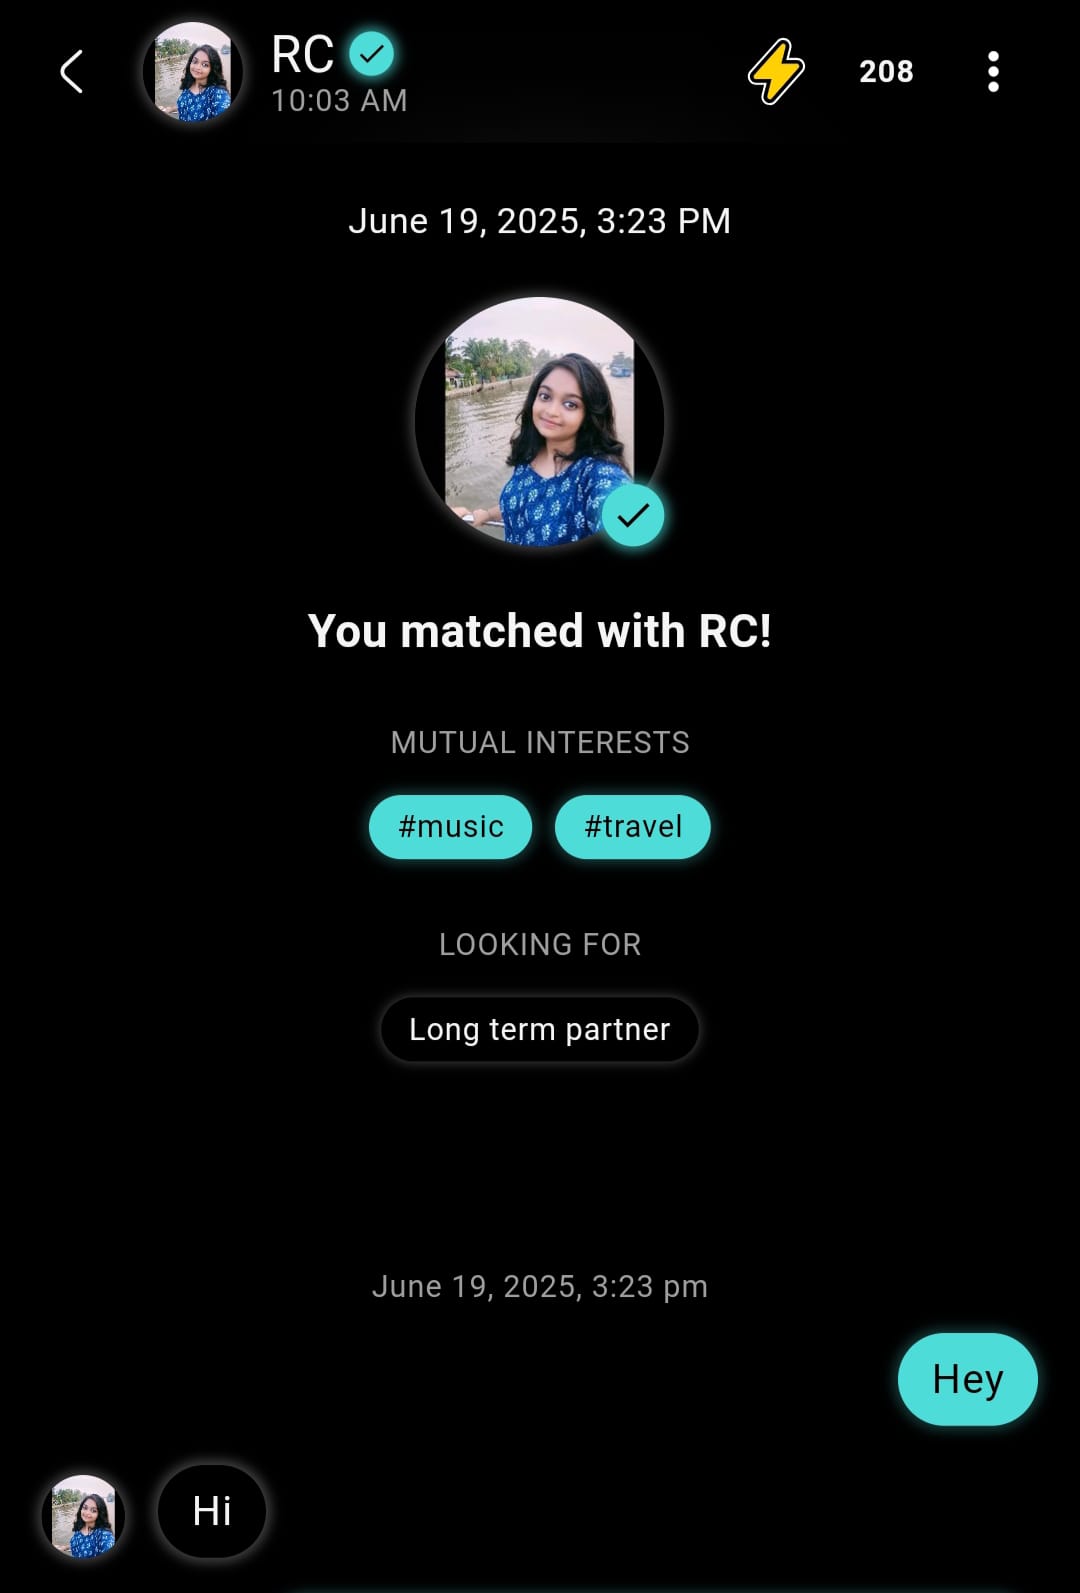 RC
10:03 AM
208
June 19, 2025, 3:23 PM
You matched with RC!
MUTUAL INTERESTS
#music #travel
LOOKING FOR
Long term partner
June 19, 2025, 3:23 pm
Hey
Hi